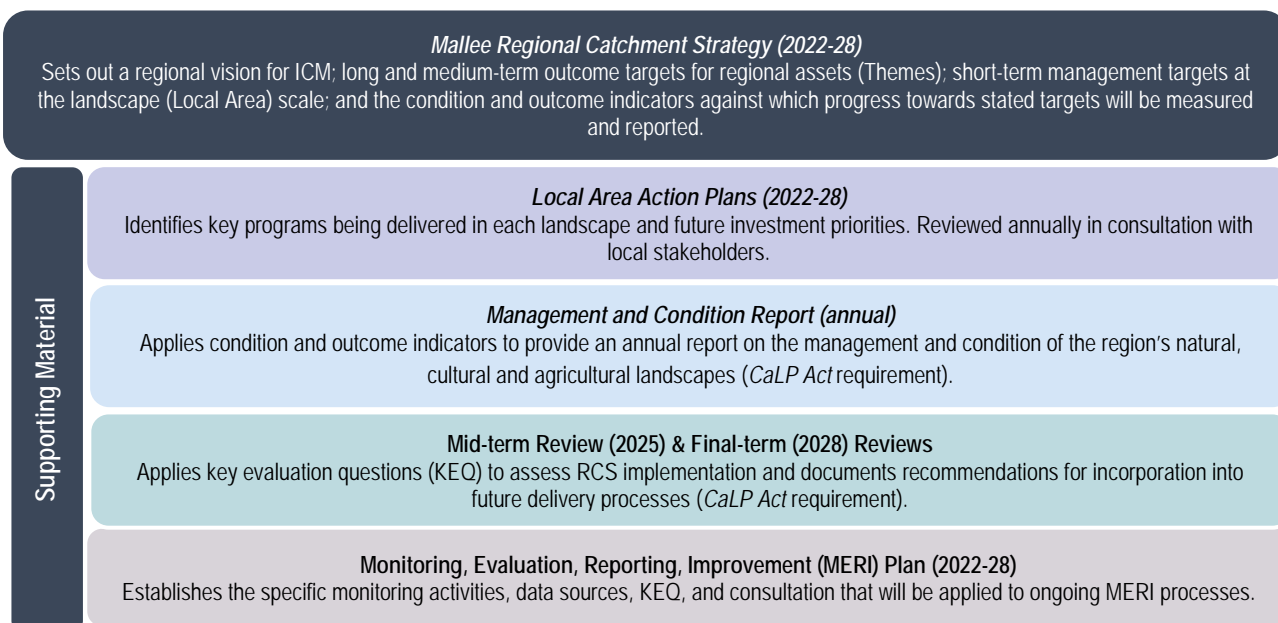 Mallee Regional Catchment Strategy (2022-28)
Sets out a regional vision for ICM; long and medium-term outcome targets for regional assets (Themes); short-term management targets at
the landscape (Local Area) scale; and the condition and outcome indicators against which progress towards stated targets will be measured
and reported.
Supporting Material
Local Area Action Plans (2022-28)
Identifies key programs being delivered in each landscape and future investment priorities. Reviewed annually in consultation with
local stakeholders.
Management and Condition Report (annual)
Applies condition and outcome indicators to provide an annual report on the management and condition of the region's natural,
cultural and agricultural landscapes (CaLP Act requirement).
Mid-term Review (2025) & Final-term (2028) Reviews
Applies key evaluation questions (KEQ) to assess RCS implementation and documents recommendations for incorporation into
future delivery processes (CaLP Act requirement).
Monitoring, Evaluation, Reporting, Improvement (MERI) Plan (2022-28)
Establishes the specific monitoring activities, data sources, KEQ, and consultation that will be applied to ongoing MERI processes.